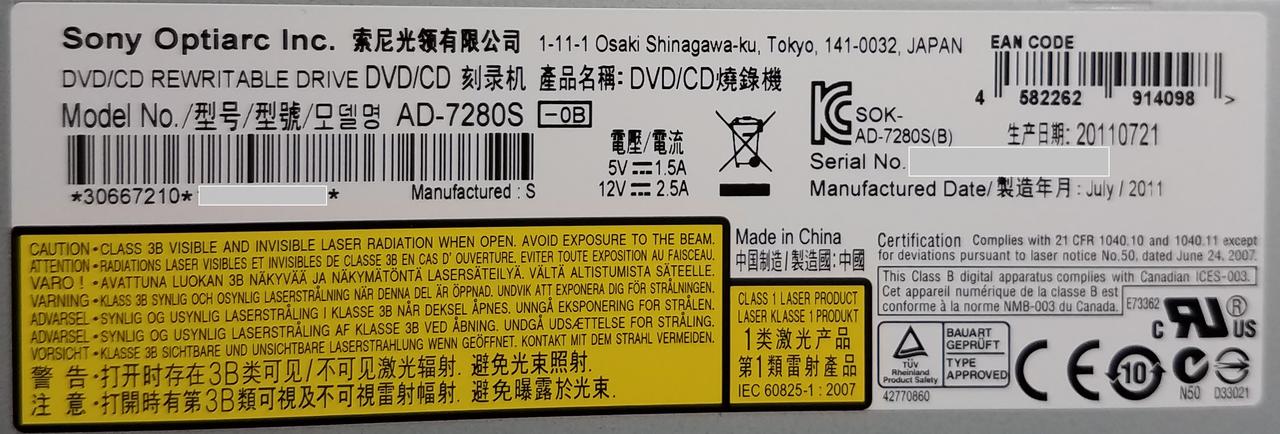 Sony Optiarc Inc. 索尼光领有限公司 1-11-1 Osaki Shinagawa-ku, Tokyo, 141-0032, JAPAN
DVD/CD REWRITABLE DRIVE DVD/CD 刻录机 產品名稱: DVD/CD燒錄機
Model No./型号/型號/모델명 AD-7280S -0B
*30667210* *
Manufactured : S
電壓/電流
5V 1.5A
12V 2.5A
EAN CODE
4 582262 914098 >
SOK-
AD-7280S(B)
生产日期: 20110721
Serial No.
Manufactured Date/製造年月: July / 2011
CAUTION • CLASS 3B VISIBLE AND INVISIBLE LASER RADIATION WHEN OPEN. AVOID EXPOSURE TO THE BEAM.
ATTENTION • RADIATIONS LASER VISIBLES ET INVISIBLES DE CLASSE 3B EN CAS D' OUVERTURE. EVITER TOUTE EXPOSITION AU FAISCEAU.
VARO ! • AVATTUNA LUOKAN 3B NÄKYVÄÄ JA NÄKYMÄTÖNTÄ LASERSÄTEILYÄ. VÄLTÄ ALTISTUMISTA SÄTEELLE.
VARNING • KLASS 3B SYNLIG OCH OSYNLIG LASERSTRÅLNING NÄR DENNA DEL ÄR ÖPPNAD. UNDVIK ATT EXPONERA DIG FÖR STRÅLNINGEN.
ADVARSEL • SYNLIG OG USYNLIG LASERSTRÅLING I KLASSE 3B NÅR DEKSEL ÅPNES. UNNGÅ EKSPONERING FOR STRÅLEN.
ADVARSEL • SYNLIG OG USYNLIG LASERSTRÅLING AF KLASSE 3B VED ÅBNING. UNDGÅ UDSÆTTELSE FOR STRÅLING.
VORSICHT • KLASSE 3B SICHTBARE UND UNSICHTBARE LASERSTRAHLUNG WENN GEÖFFNET. KONTAKT MIT DEM STRAHL VERMEIDEN.
警 告 • 打开时存在3B类可见/不可见激光辐射. 避免光束照射.
注 意 • 打開時有第3B類可視及不可視雷射幅射. 避免曝露於光束.
Made in China
中国制造/製造國: 中國
CLASS 1 LASER PRODUCT
LASER KLASSE 1 PRODUKT
1类激光产品
第1類雷射產品
IEC 60825-1 : 2007
Certification Complies with 21 CFR 1040.10 and 1040.11 except
for deviations pursuant to laser notice No.50, dated June 24, 2007.
This Class B digital apparatus complies with Canadian ICES-003.
Cet appareil numérique de la classe B est
conforme à la norme NMB-003 du Canada.
E73362
C RU ® US
TÜV
Rheinland
Product Safety
BAUART
GEPRÜFT
TYPE
APPROVED
42770860
CE
10
N50
D33021